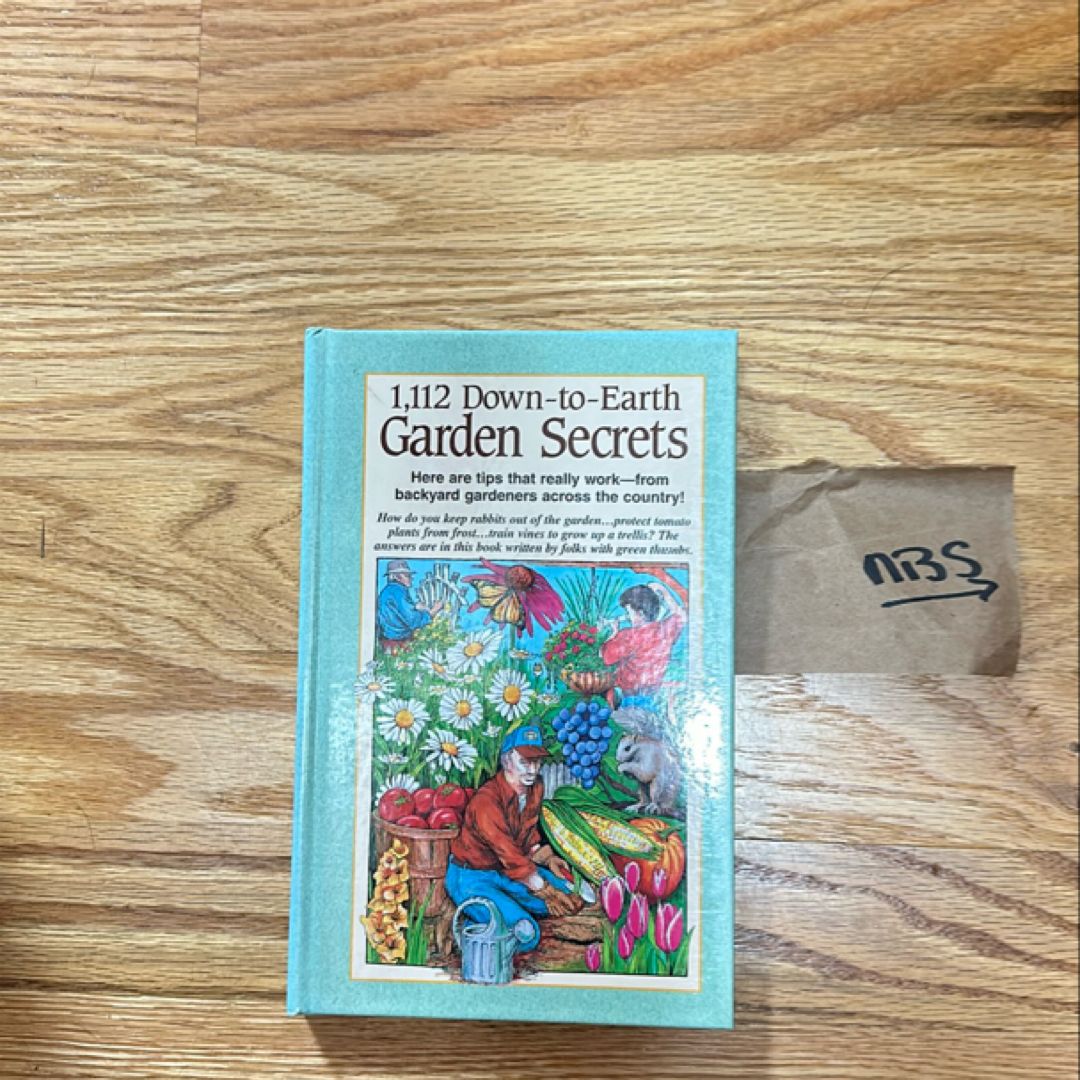 1,112 Down-to-Earth
Garden Secrets
Here are tips that really work—from
backyard gardeners across the country!
How do you keep rabbits out of the garden...protect tomato
plants from frost...train vines to grow up a trellis? The
answers are in this book written by folks with green thumbs.
NBS